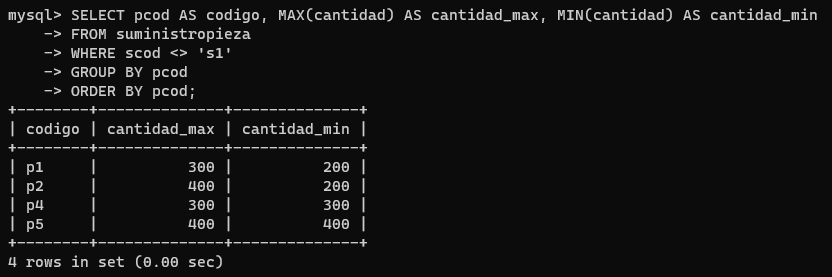 mysql> SELECT pcod AS codigo, MAX(cantidad) AS cantidad_max, MIN(cantidad) AS cantidad_min
    -> FROM suministropieza
    -> WHERE scod <> 's1'
    -> GROUP BY pcod
    -> ORDER BY pcod;
+--------+--------------+--------------+
| codigo | cantidad_max | cantidad_min |
+--------+--------------+--------------+
| p1     |          300 |          200 |
| p2     |          400 |          200 |
| p4     |          300 |          300 |
| p5     |          400 |          400 |
+--------+--------------+--------------+
4 rows in set (0.00 sec)